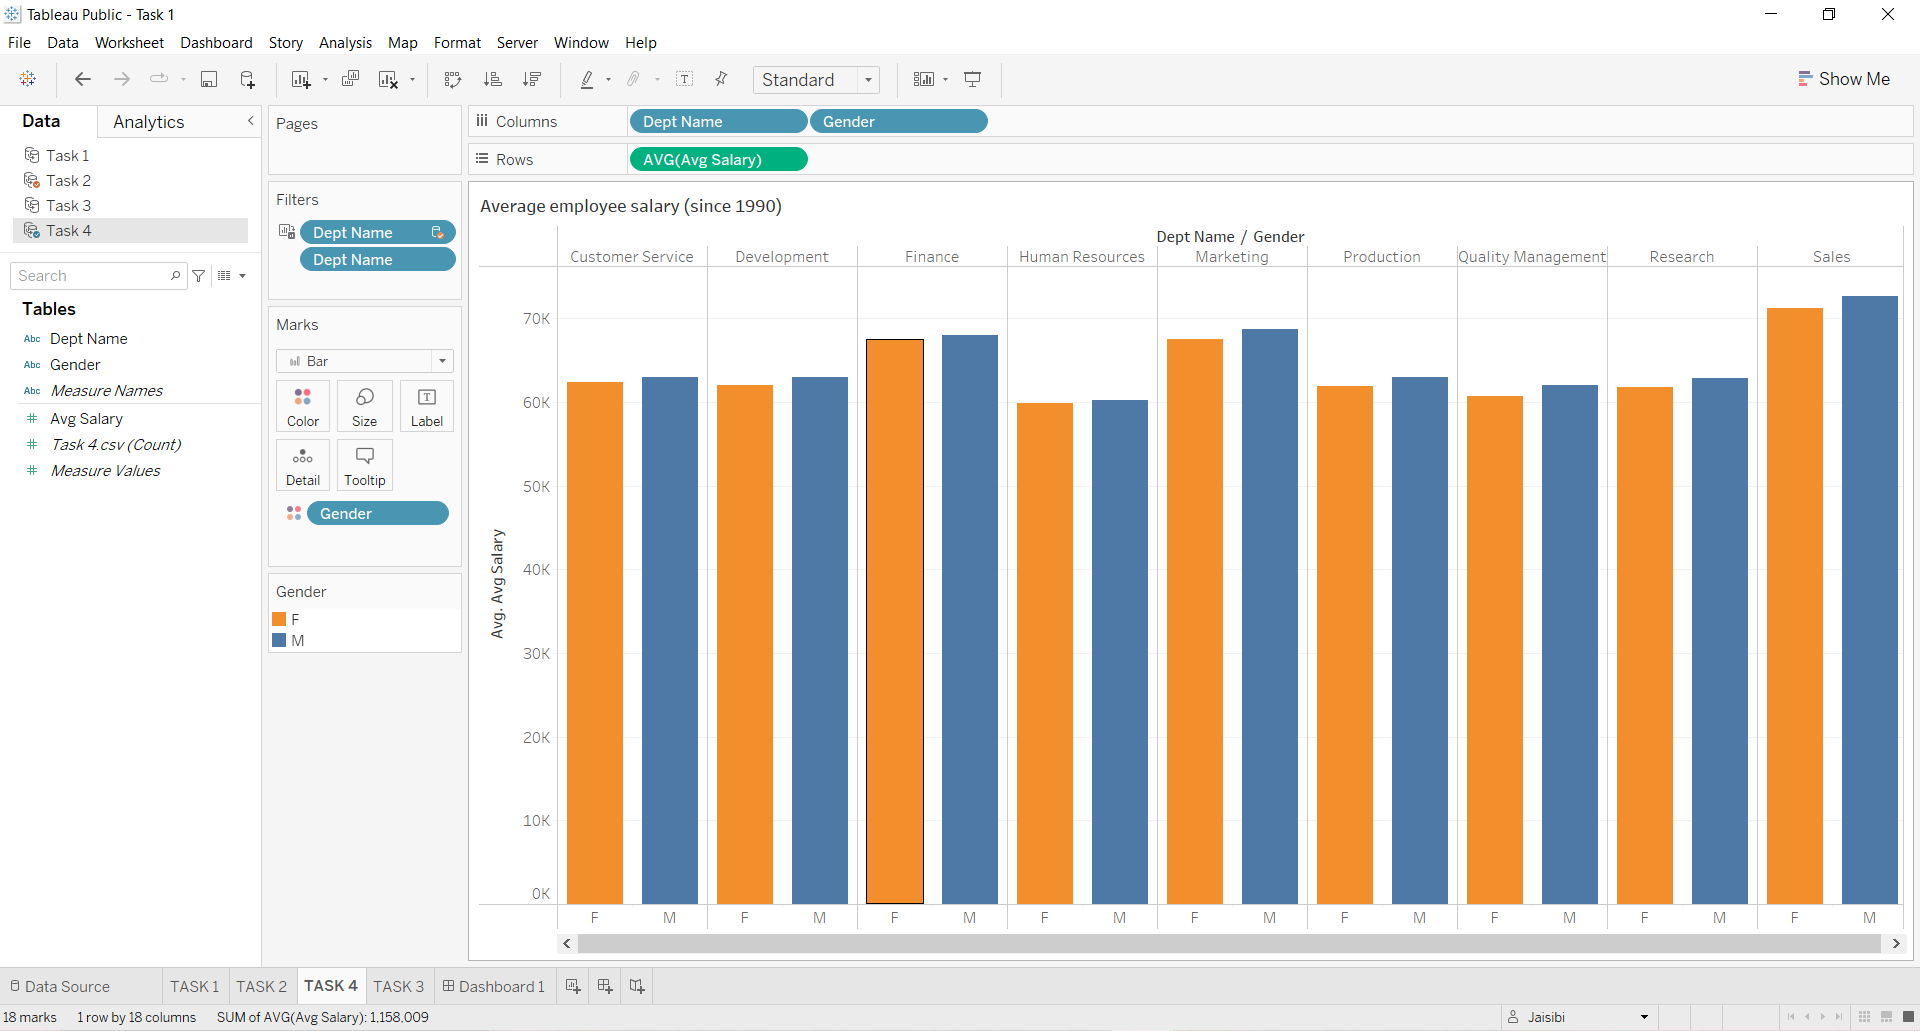 Tableau Public - Task 1
File Data Worksheet Dashboard Story Analysis Map Format Server Window Help
Standard
Show Me
Data Analytics
Task 1
Task 2
Task 3
Task 4
Search
Tables
Abc Dept Name
Abc Gender
Abc Measure Names
# Avg Salary
# Task 4.csv (Count)
# Measure Values
Pages
Filters
Dept Name
Dept Name
Marks
Bar
Color Size Label
Detail Tooltip
Gender
Gender
F
M
Columns Dept Name Gender
Rows AVG(Avg Salary)
Average employee salary (since 1990)
Dept Name / Gender
Customer Service Development Finance Human Resources Marketing Production Quality Management Research Sales
Avg. Avg Salary
70K
60K
50K
40K
30K
20K
10K
0K
F M F M F M F M F M F M F M F M F M
Data Source TASK 1 TASK 2 TASK 4 TASK 3 Dashboard 1
18 marks 1 row by 18 columns SUM of AVG(Avg Salary): 1,158,009 Jaisibi